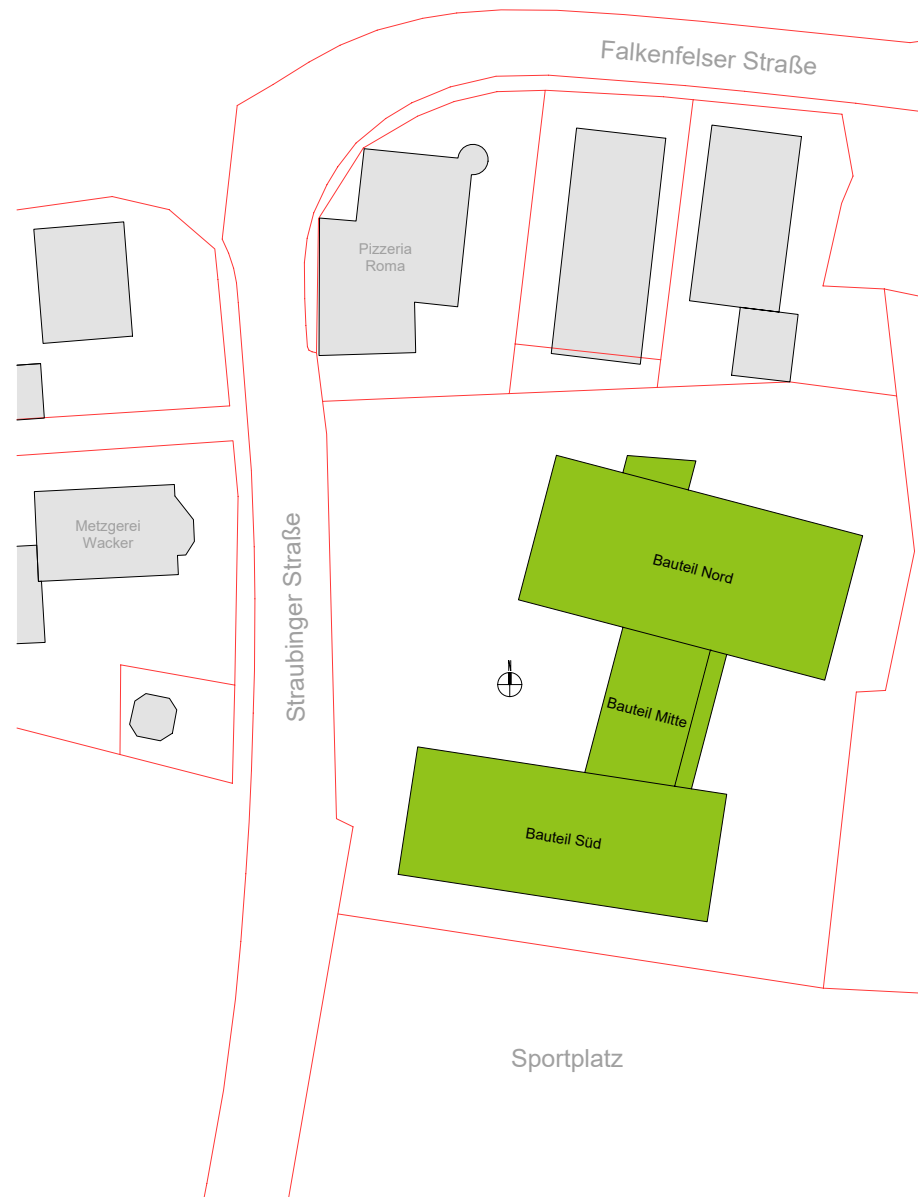 Falkenfelser Straße
Pizzeria
Roma
Metzgerei
Wacker
Straubinger Straße
Bauteil Nord
N
Bauteil Mitte
Bauteil Süd
Sportplatz